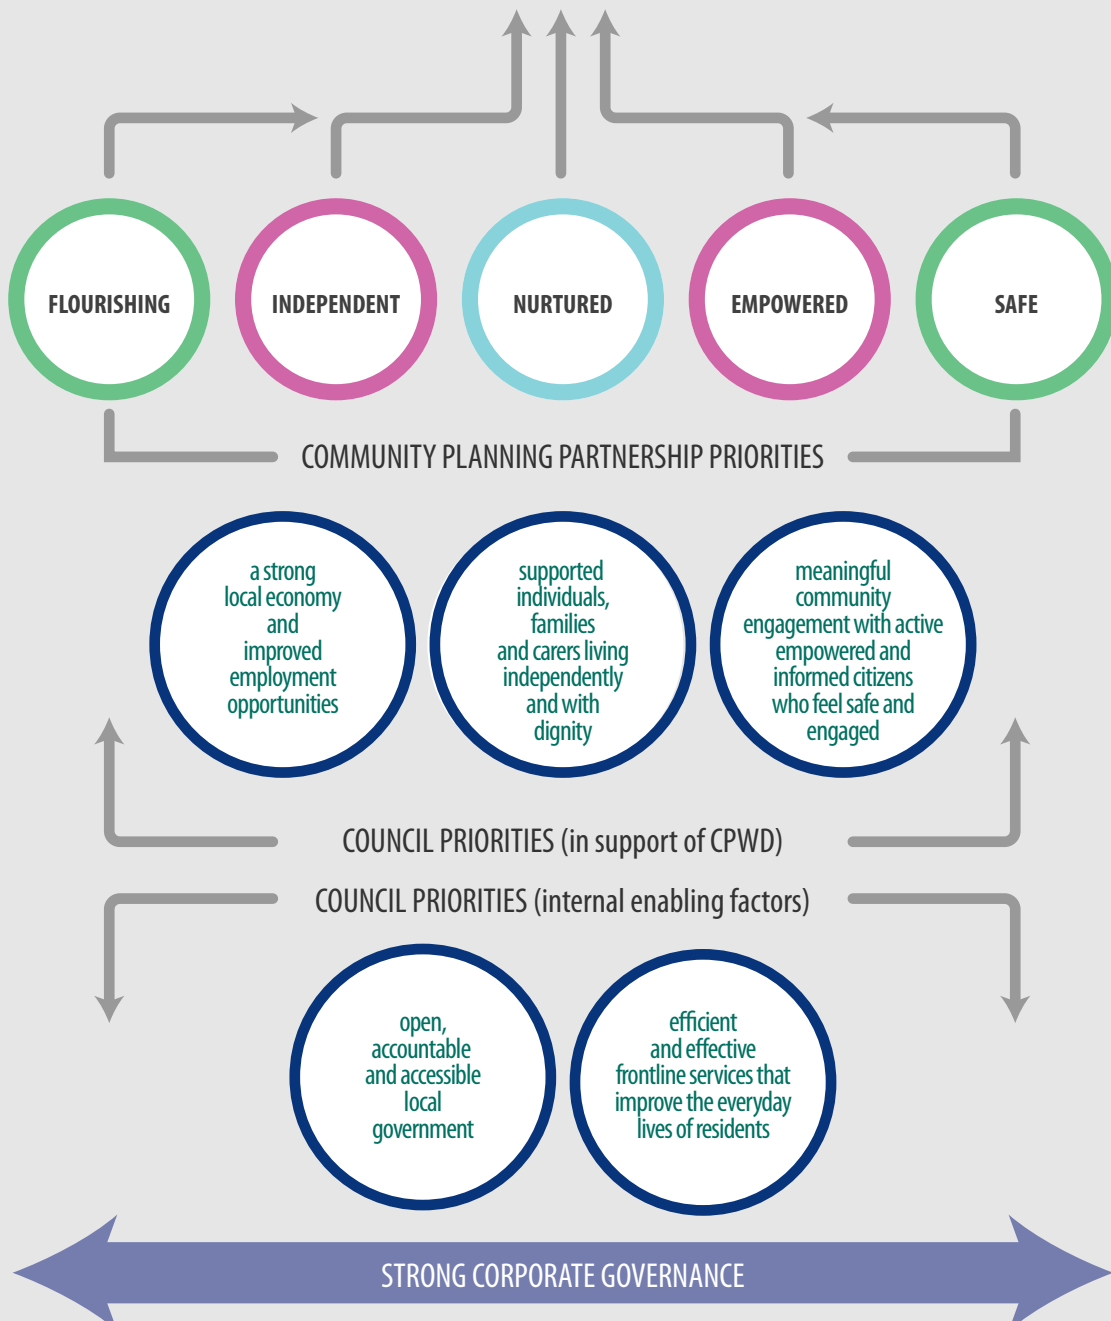 FLOURISHING
INDEPENDENT
NURTURED
EMPOWERED
SAFE
COMMUNITY PLANNING PARTNERSHIP PRIORITIES
a strong
local economy
and
improved
employment
opportunities
supported
individuals,
families
and carers living
independently
and with
dignity
meaningful
community
engagement with active
empowered and
informed citizens
who feel safe and
engaged
COUNCIL PRIORITIES (in support of CPWD)
COUNCIL PRIORITIES (internal enabling factors)
open,
accountable
and accessible
local
government
efficient
and effective
frontline services that
improve the everyday
lives of residents
STRONG CORPORATE GOVERNANCE